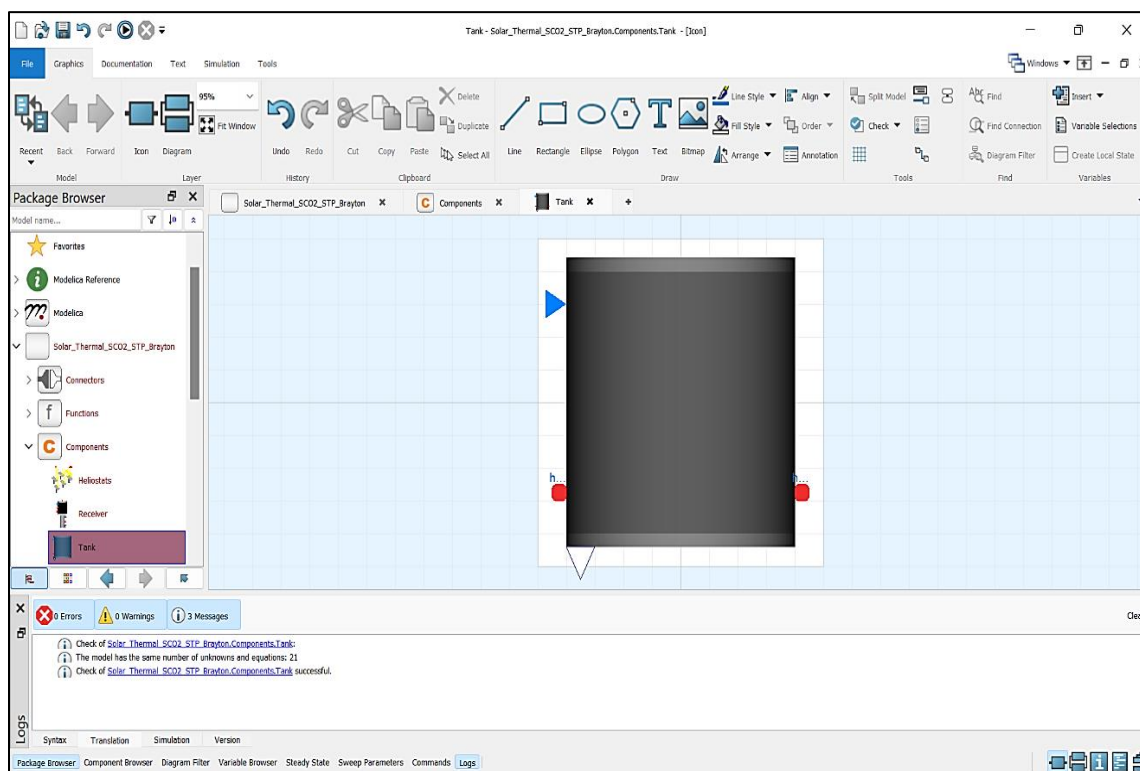 Tank - Solar_Thermal_SCO2_STP_Brayton.Components.Tank - [Icon]
File Graphics Documentation Text Simulation Tools Windows
95% Delete Line Style Align Split Model Find Insert
Fit Window Duplicate Fill Style Order Check Find Connection Variable Selections
Recent Back Forward Icon Diagram Undo Redo Cut Copy Paste Select All Line Rectangle Ellipse Polygon Text Bitmap Arrange Annotation Diagram Filter Create Local State
Model Layer History Clipboard Draw Tools Find Variables
Package Browser
Solar_Thermal_SCO2_STP_Brayton Components Tank
Model name...
Favorites
Modelica Reference
Modelica
Solar_Thermal_SCO2_STP_Brayton
Connectors
f Functions
C Components
Heliostats
Receiver
Tank
h... h...
0 Errors 0 Warnings 3 Messages Clea
Check of Solar_Thermal_SCO2_STP_Brayton.Components.Tank:
The model has the same number of unknowns and equations: 21
Check of Solar_Thermal_SCO2_STP_Brayton.Components.Tank successful.
Logs
Syntax Translation Simulation Version
Package Browser Component Browser Diagram Filter Variable Browser Steady State Sweep Parameters Commands Logs